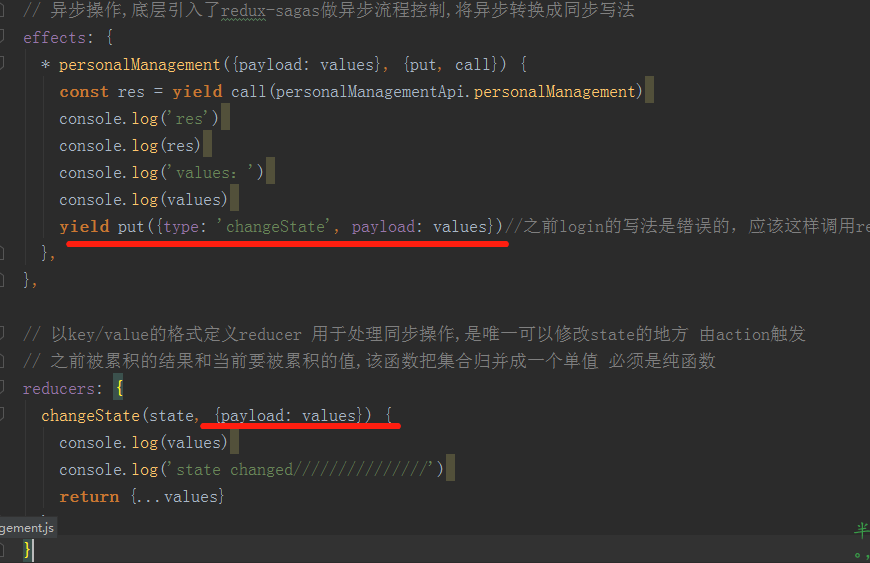 // 异步操作,底层引入了redux-sagas做异步流程控制,将异步转换成同步写法
effects: {
* personalManagement({payload: values}, {put, call}) {
const res = yield call(personalManagementApi.personalManagement)
console.log('res')
console.log(res)
console.log('values：')
console.log(values)
yield put({type: 'changeState', payload: values})//之前login的写法是错误的，应该这样调用re
},
},
// 以key/value的格式定义reducer 用于处理同步操作,是唯一可以修改state的地方 由action触发
// 之前被累积的结果和当前要被累积的值,该函数把集合归并成一个单值 必须是纯函数
reducers: {
changeState(state, {payload: values}) {
console.log(values)
console.log('state changed///////////////')
return {...values}
gement.js
半
}
°，